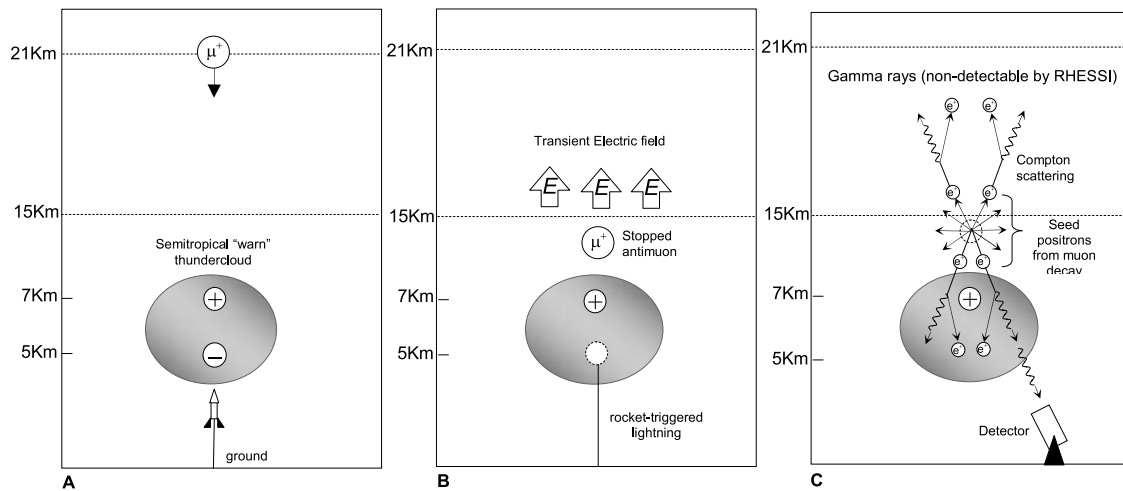 21Km
μ+
15Km
Semitropical “warn”
thundercloud
7Km
+
5Km
−
ground
A
21Km
Transient Electric field
E E E
15Km
μ+
Stopped
antimuon
7Km
+
5Km
rocket-triggered
lightning
B
21Km
Gamma rays (non-detectable by RHESSI)
e+ e+
Compton
scattering
e+ e+
15Km
Seed
positrons
from muon
decay
e+ e+
7Km
+
e+ e+
5Km
Detector
C